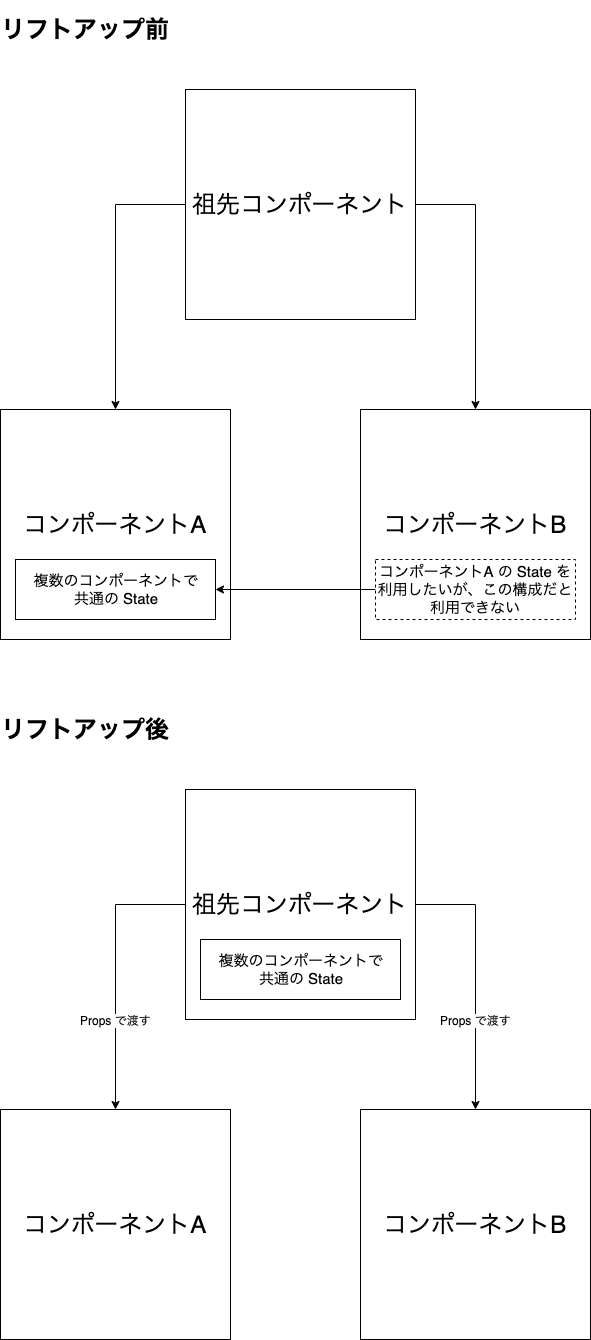 リフトアップ前
祖先コンポーネント
コンポーネントA
複数のコンポーネントで
共通の State
コンポーネントB
コンポーネントA の State を
利用したいが、この構成だと
利用できない
リフトアップ後
祖先コンポーネント
複数のコンポーネントで
共通の State
Props で渡す
Props で渡す
コンポーネントA
コンポーネントB